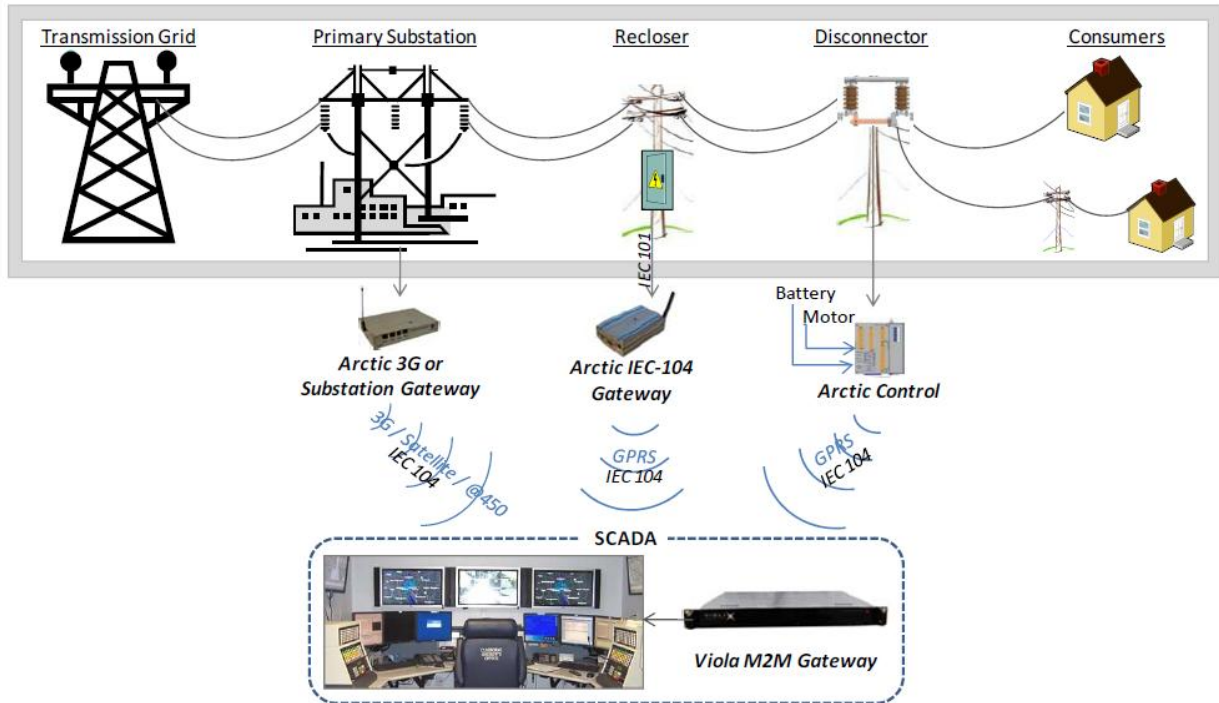 Transmission Grid
Primary Substation
Recloser
Disconnector
Consumers
IEC 101
Battery
Motor
Arctic 3G or
Substation Gateway
Arctic IEC-104
Gateway
Arctic Control
3G / Satellite / @450
IEC 104
GPRS
IEC 104
GPRS
IEC 104
SCADA
Viola M2M Gateway